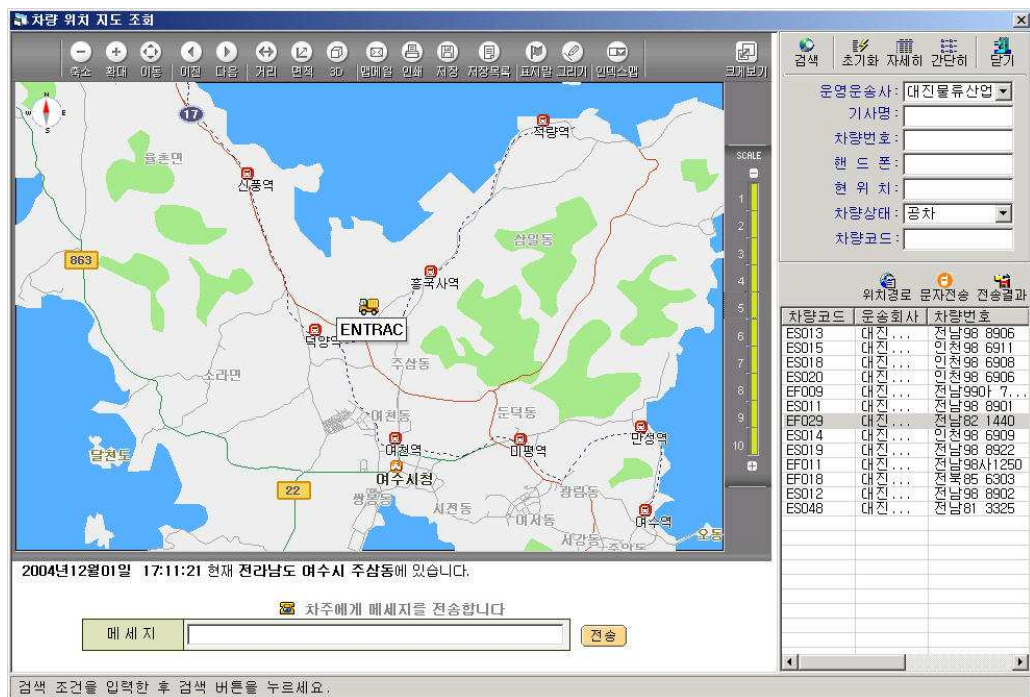 차량 위치 지도 조회
축소 확대 이동 이전 다음 거리 면적 3D 맵메일 인쇄 저장 저장목록 표지말 그리기 인덱스맵 크게보기
검색 초기화 자세히 간단히 닫기
운영운송사: 대진물류산업
기사명:
차량번호:
핸 드 폰:
현 위 치:
차량상태: 공차
차량코드:
위치경로 문자전송 전송결과
차량코드 운송회사 차량번호
ES013 대진... 전남98 8906
ES015 대진... 인천98 6911
ES018 대진... 인천98 6908
ES020 대진... 인천98 6906
EF009 대진... 전남99아 7...
ES011 대진... 전남98 8901
EF029 대진... 전남82 1440
ES014 대진... 인천98 6909
ES019 대진... 전남98 8922
EF011 대진... 전남98사1250
EF018 대진... 전북85 6303
ES012 대진... 전남98 8902
ES048 대진... 전남81 3325
N
W E
S
17
적량역
율촌면
신풍역
SCALE
1
2
3
4
5
6
7
8
9
10
삼일동
863
흥국사역
ENTRAC
덕양역
주삼동
소라면
여천동
둔덕동
달천도
여천역
미평역
만성역
여수시청
22
쌍봉동
시전동
광림동
여서동
여수역
서강동
오동
2004년12월01일 17:11:21 현재 전라남도 여수시 주삼동에 있습니다.
차주에게 메세지를 전송합니다
메 세 지
전송
검색 조건을 입력한 후 검색 버튼을 누르세요.